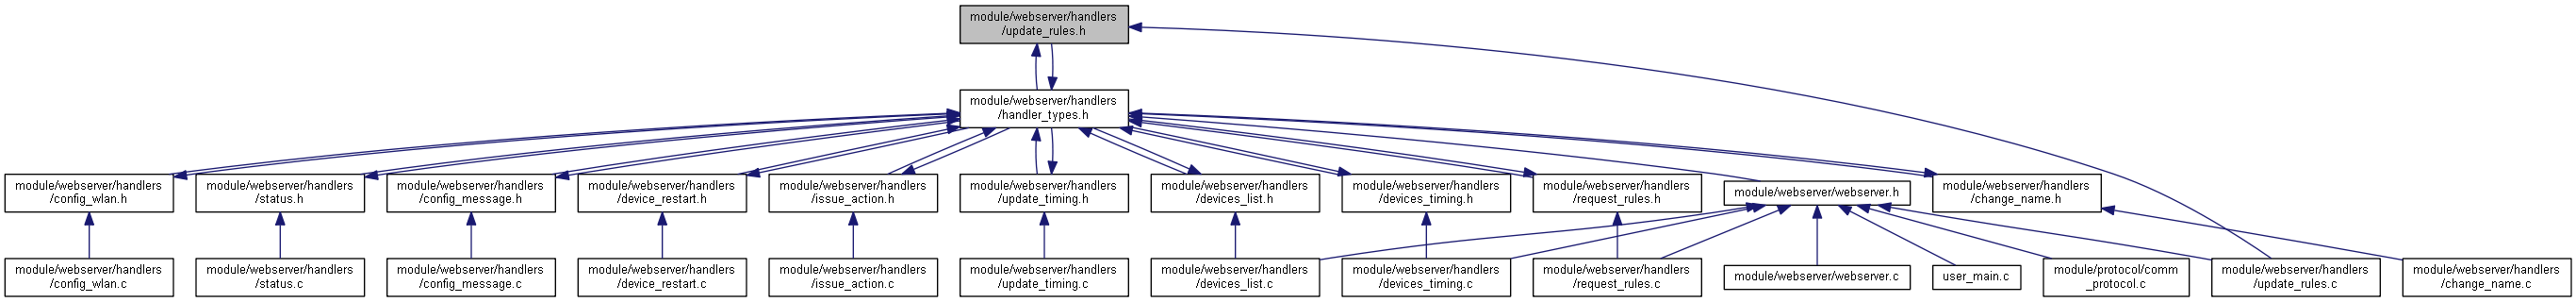 module/webserver/handlers
/update_rules.h
module/webserver/handlers
/handler_types.h
module/webserver/handlers
/config_wlan.h
module/webserver/handlers
/status.h
module/webserver/handlers
/config_message.h
module/webserver/handlers
/device_restart.h
module/webserver/handlers
/issue_action.h
module/webserver/handlers
/update_timing.h
module/webserver/handlers
/devices_list.h
module/webserver/handlers
/devices_timing.h
module/webserver/handlers
/request_rules.h
module/webserver/webserver.h
module/webserver/handlers
/change_name.h
module/webserver/handlers
/config_wlan.c
module/webserver/handlers
/status.c
module/webserver/handlers
/config_message.c
module/webserver/handlers
/device_restart.c
module/webserver/handlers
/issue_action.c
module/webserver/handlers
/update_timing.c
module/webserver/handlers
/devices_list.c
module/webserver/handlers
/devices_timing.c
module/webserver/handlers
/request_rules.c
module/webserver/webserver.c
user_main.c
module/protocol/comm
_protocol.c
module/webserver/handlers
/update_rules.c
module/webserver/handlers
/change_name.c